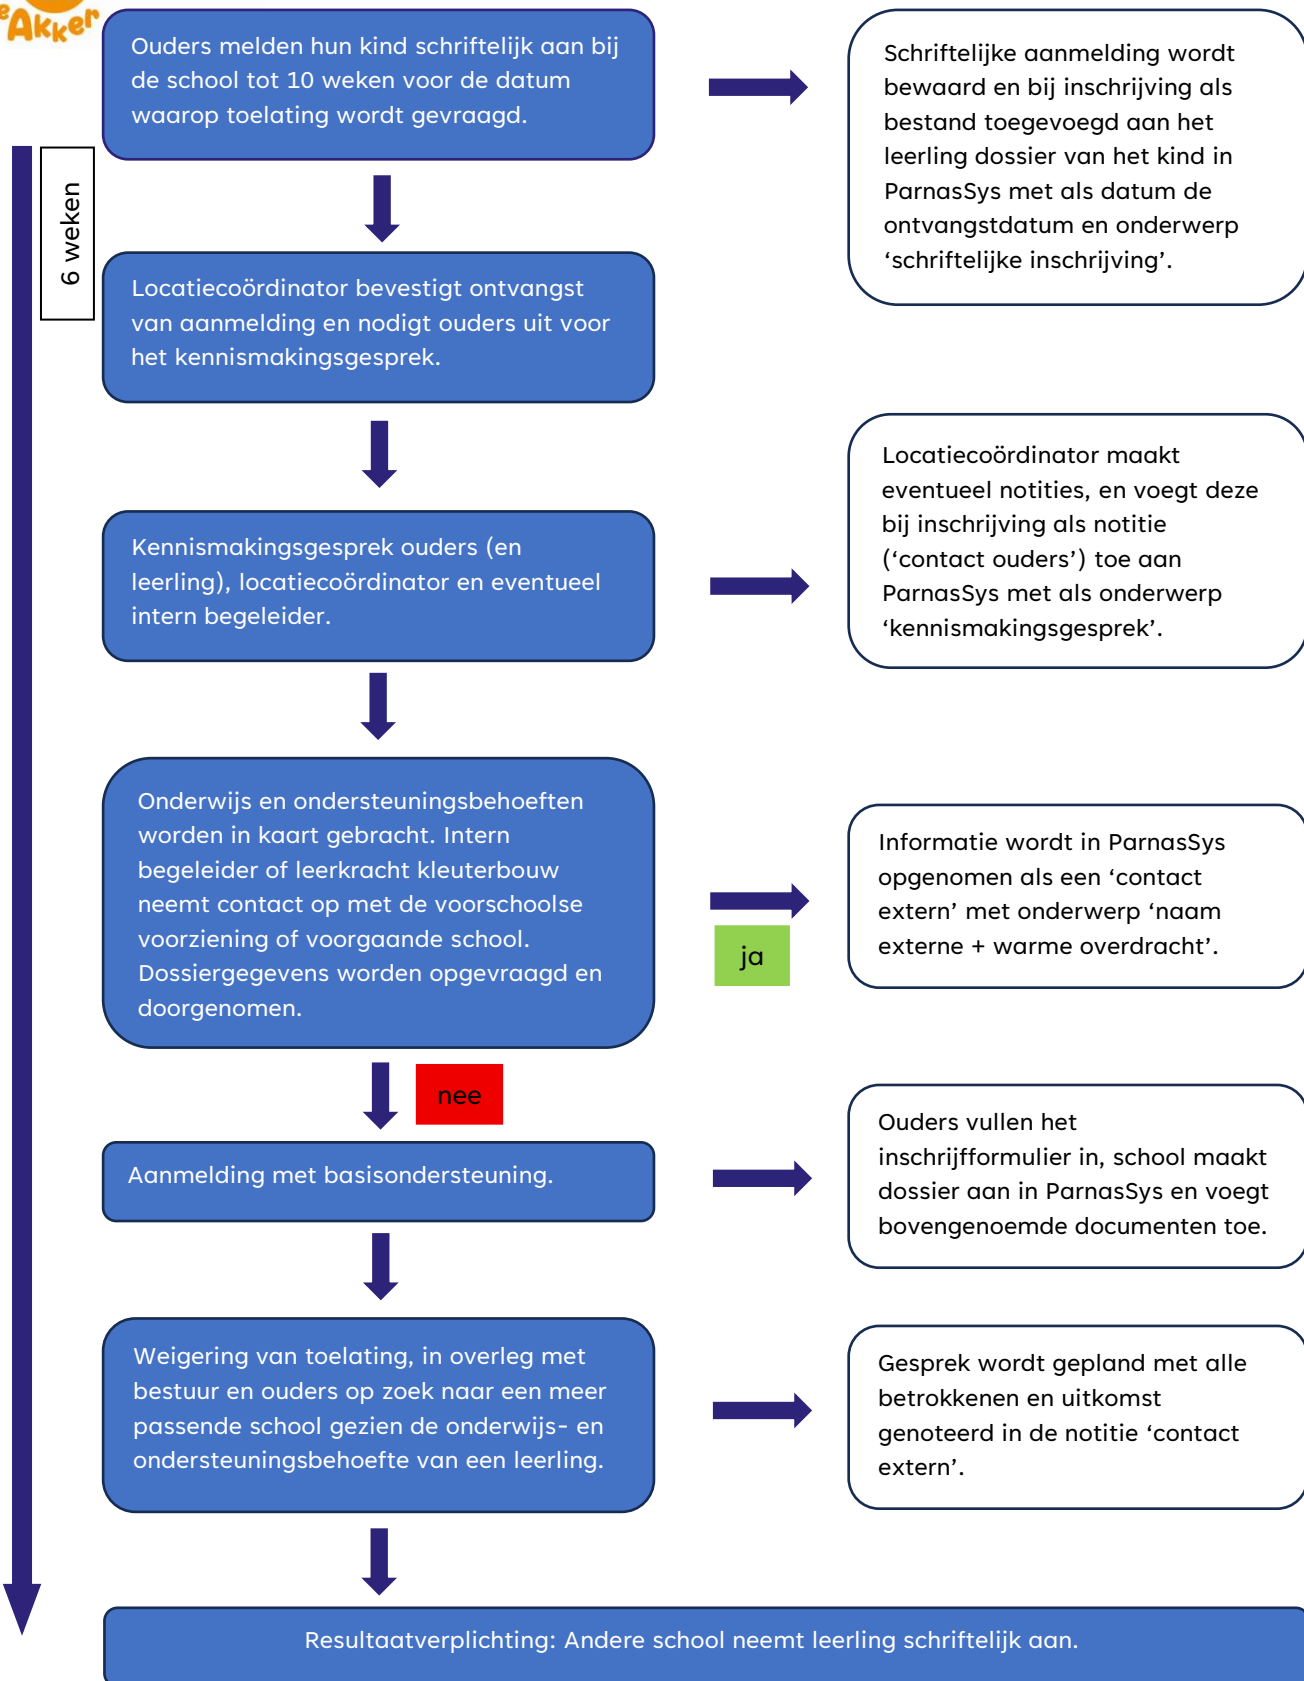 Akker
Ouders melden hun kind schriftelijk aan bij
de school tot 10 weken voor de datum
waarop toelating wordt gevraagd.
Schriftelijke aanmelding wordt
bewaard en bij inschrijving als
bestand toegevoegd aan het
leerling dossier van het kind in
ParnasSys met als datum de
ontvangstdatum en onderwerp
‘schriftelijke inschrijving’.
6 weken
Locatiecoördinator bevestigt ontvangst
van aanmelding en nodigt ouders uit voor
het kennismakingsgesprek.
Kennismakingsgesprek ouders (en
leerling), locatiecoördinator en eventueel
intern begeleider.
Locatiecoördinator maakt
eventueel notities, en voegt deze
bij inschrijving als notitie
(‘contact ouders’) toe aan
ParnasSys met als onderwerp
‘kennismakingsgesprek’.
Onderwijs en ondersteuningsbehoeften
worden in kaart gebracht. Intern
begeleider of leerkracht kleuterbouw
neemt contact op met de voorschoolse
voorziening of voorgaande school.
Dossiergegevens worden opgevraagd en
doorgenomen.
ja
Informatie wordt in ParnasSys
opgenomen als een ‘contact
extern’ met onderwerp ‘naam
externe + warme overdracht’.
nee
Aanmelding met basisondersteuning.
Ouders vullen het
inschrijfformulier in, school maakt
dossier aan in ParnasSys en voegt
bovengenoemde documenten toe.
Weigering van toelating, in overleg met
bestuur en ouders op zoek naar een meer
passende school gezien de onderwijs- en
ondersteuningsbehoefte van een leerling.
Gesprek wordt gepland met alle
betrokkenen en uitkomst
genoteerd in de notitie ‘contact
extern’.
Resultaatverplichting: Andere school neemt leerling schriftelijk aan.